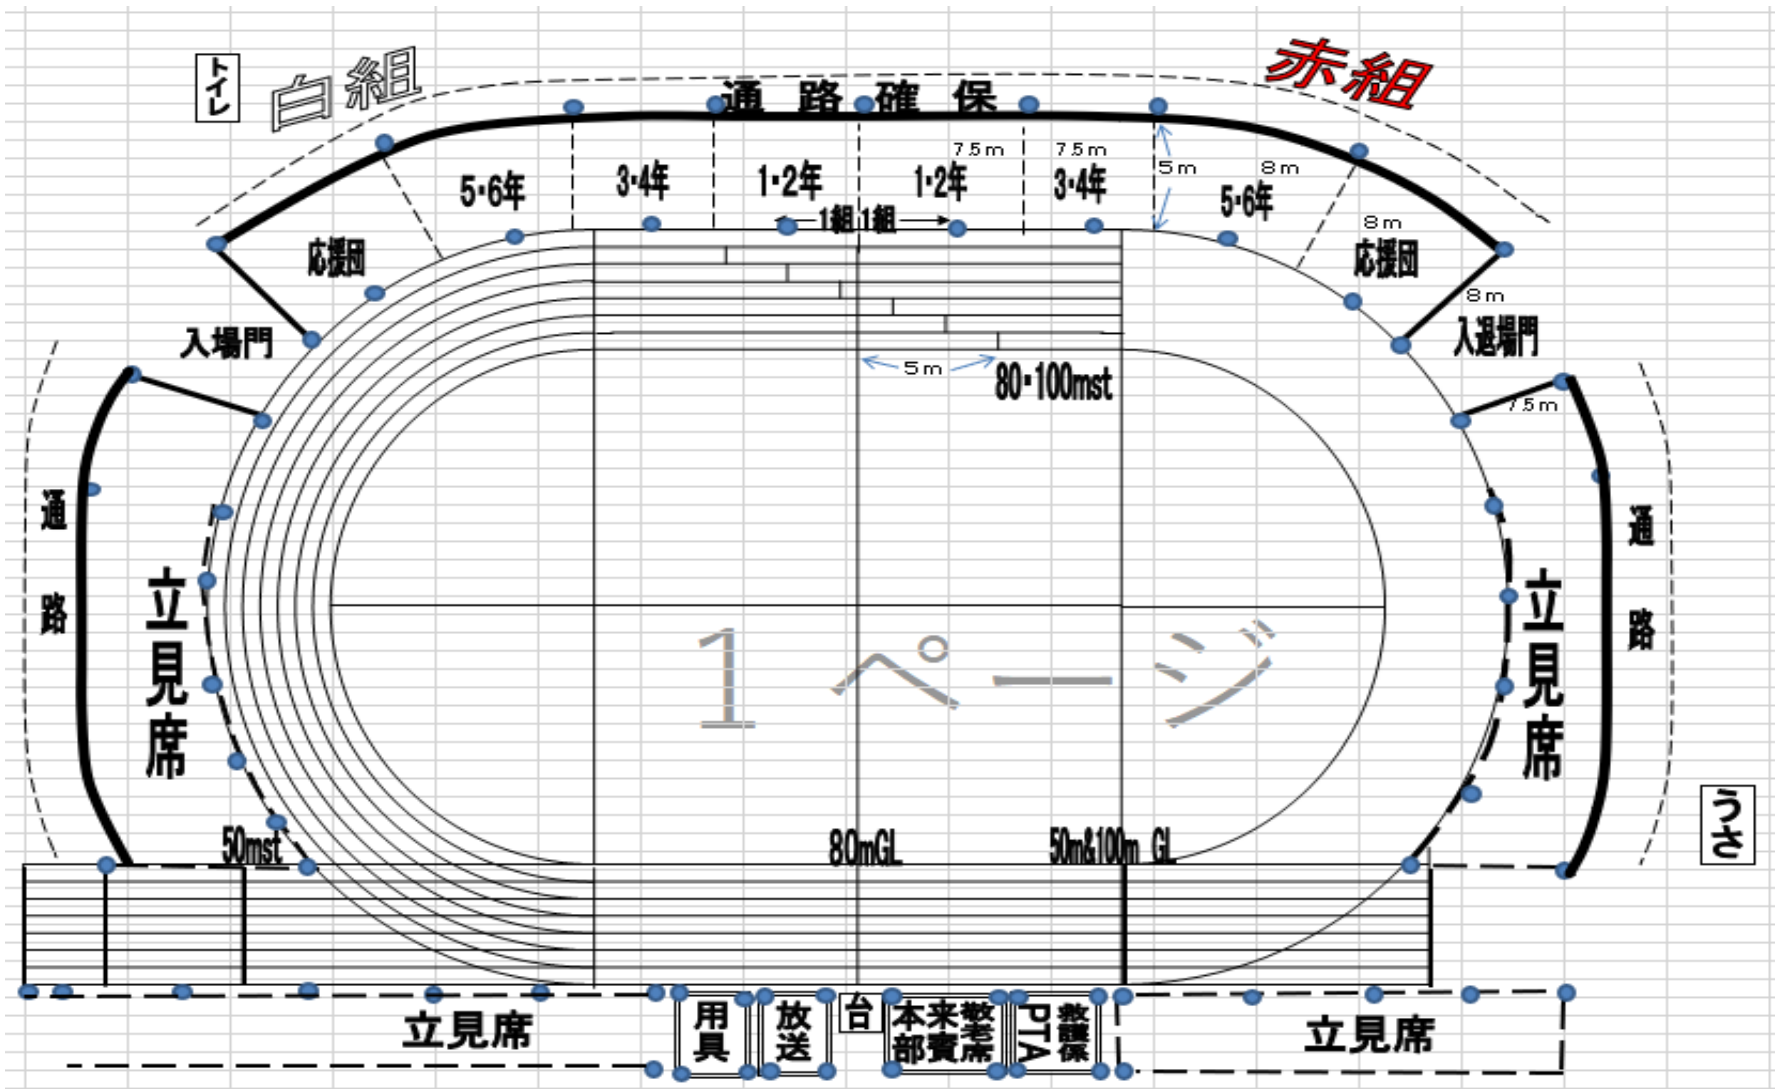 トイレ
白組
赤組
通路確保
7.5m
7.5m
5m
8m
5・6年
3・4年
1・2年
1・2年
3・4年
5・6年
1組
1組
8m
応援団
応援団
8m
入場門
入退場門
5m
80・100mst
7.5m
通路
通路
立見席
立見席
1ページ
うさ
50mst
80mGL
50m&100m GL
用具
放送
台
本部
来賓
敬老席
PTA
救護係
立見席
立見席